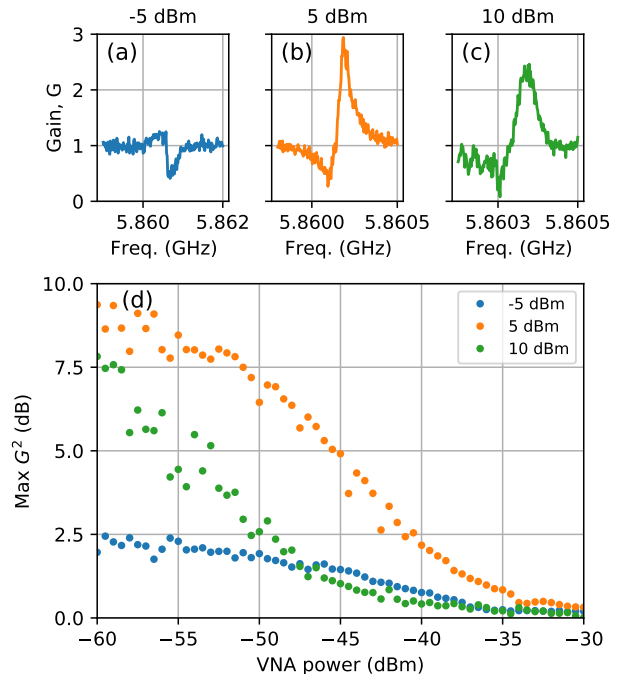 -5 dBm 5 dBm 10 dBm
(a) (b) (c)
3
2
1
0
Gain, G
5.860 5.862 5.8600 5.8605 5.8603 5.8605
Freq. (GHz) Freq. (GHz) Freq. (GHz)
(d)
10.0
7.5
5.0
2.5
0.0
Max G² (dB)
-5 dBm
5 dBm
10 dBm
−60 −55 −50 −45 −40 −35 −30
VNA power (dBm)